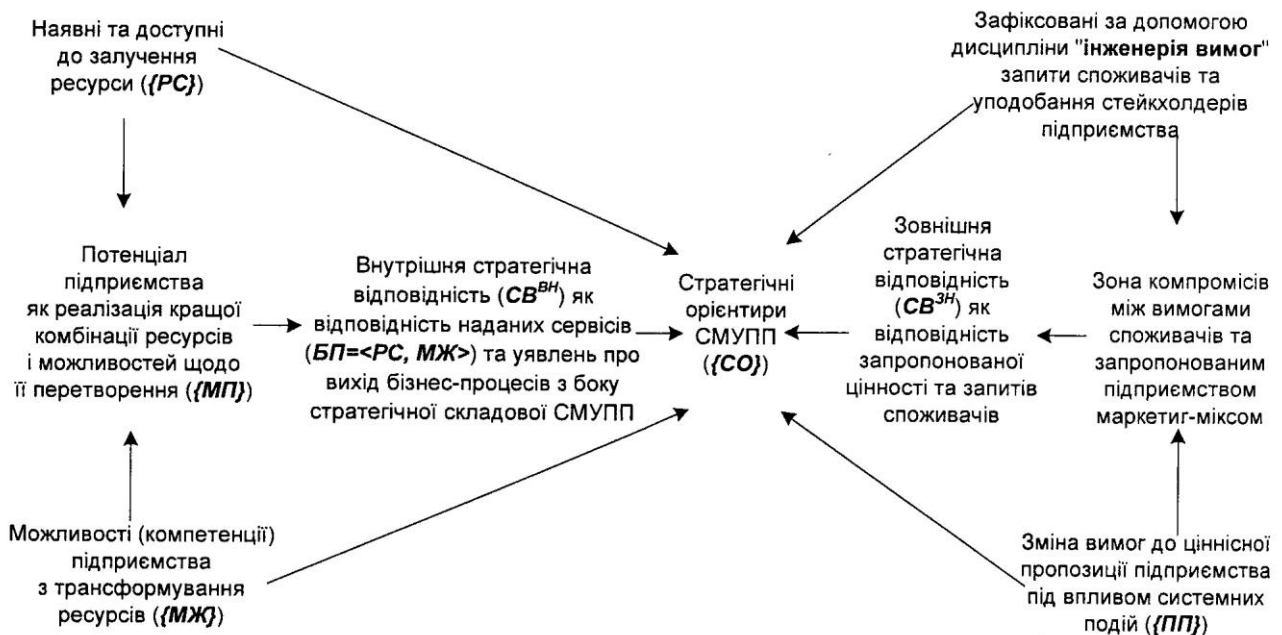 Наявні та доступні
до залучення
ресурси ({РС})
Зафіксовані за допомогою
дисципліни "інженерія вимог"
запити споживачів та
уподобання стейкхолдерів
підприємства
Потенціал
підприємства
як реалізація кращої
комбінації ресурсів
і можливостей щодо
її перетворення ({МП})
Внутрішня стратегічна
відповідність (СВ^ВН) як
відповідність наданих сервісів
(БП=<РС, МЖ>) та уявлень про
вихід бізнес-процесів з боку
стратегічної складової СМУПП
Стратегічні
орієнтири
СМУПП
({СО})
Зовнішня
стратегічна
відповідність
(СВ^ЗН) як
відповідність
запропонованої
цінності та запитів
споживачів
Зона компромісів
між вимогами
споживачів та
запропонованим
підприємством
маркетиг-міксом
Можливості (компетенції)
підприємства
з трансформування
ресурсів ({МЖ})
Зміна вимог до ціннісної
пропозиції підприємства
під впливом системних
подій ({ПП})